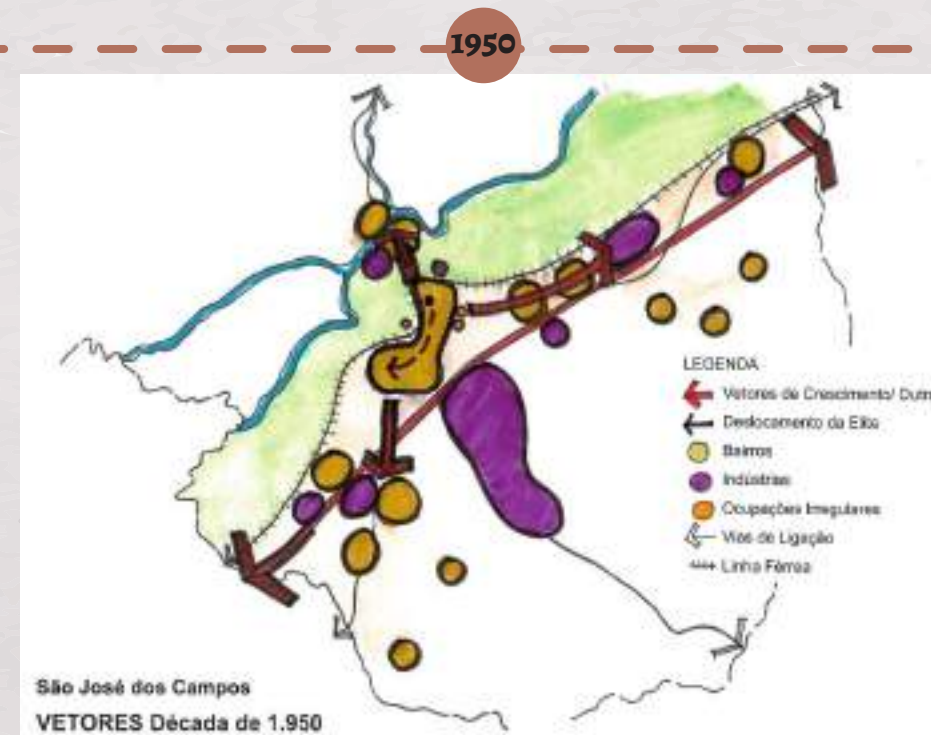 1950
LEGENDA
Vetores de Crescimento/ Dutr
Deslocamento da Elite
Bairros
Indústrias
Ocupações Irregulares
Vias de Ligação
Linha Férrea
São José dos Campos
VETORES Década de 1.950